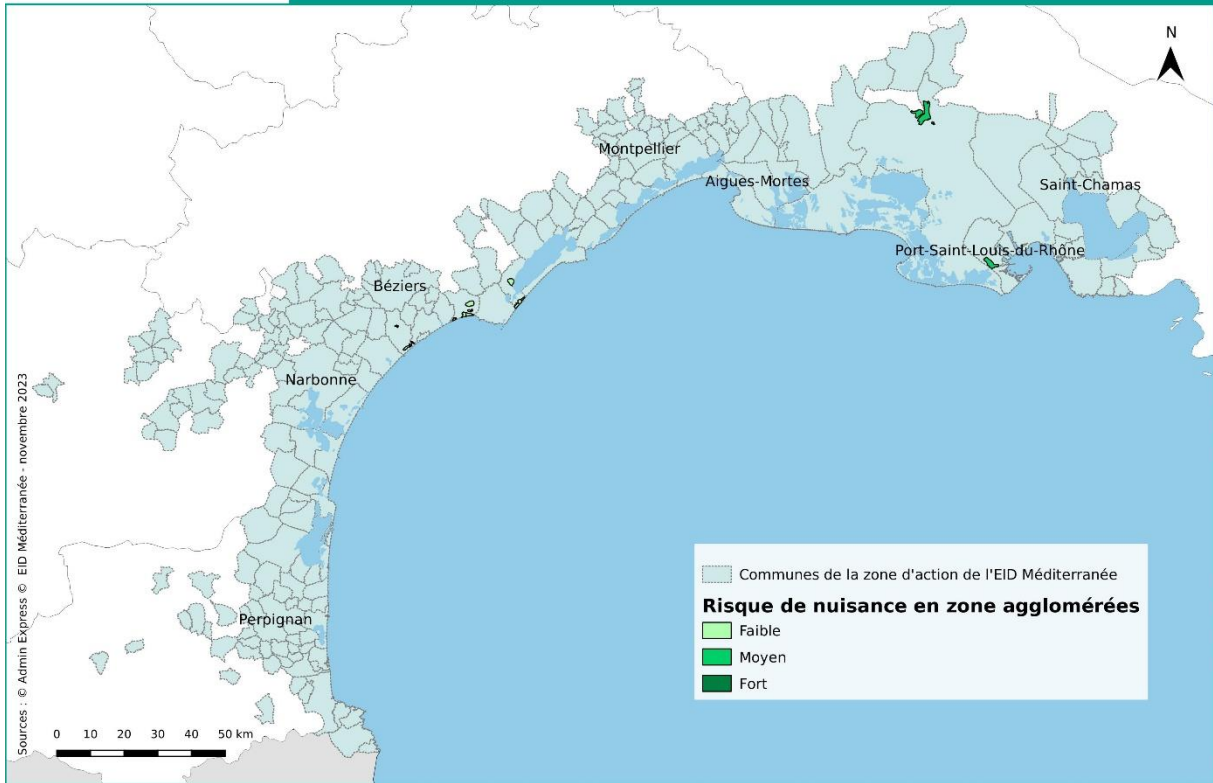 N
Montpellier
Aigues-Mortes
Saint-Chamas
Port-Saint-Louis-du-Rhône
Béziers
Narbonne
Perpignan
Communes de la zone d'action de l'EID Méditerranée
Risque de nuisance en zone agglomérées
Faible
Moyen
Fort
0 10 20 30 40 50 km
Sources : © Admin Express © EID Méditerranée - novembre 2023